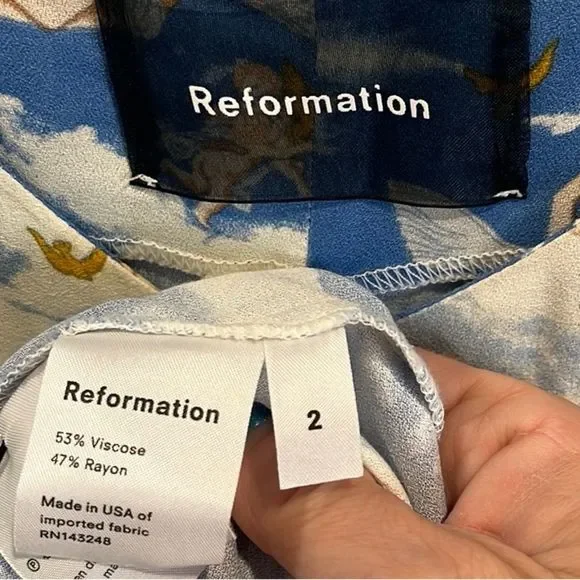 Reformation
Reformation
53% Viscose
47% Rayon
Made in USA of
imported fabric
RN143248
2